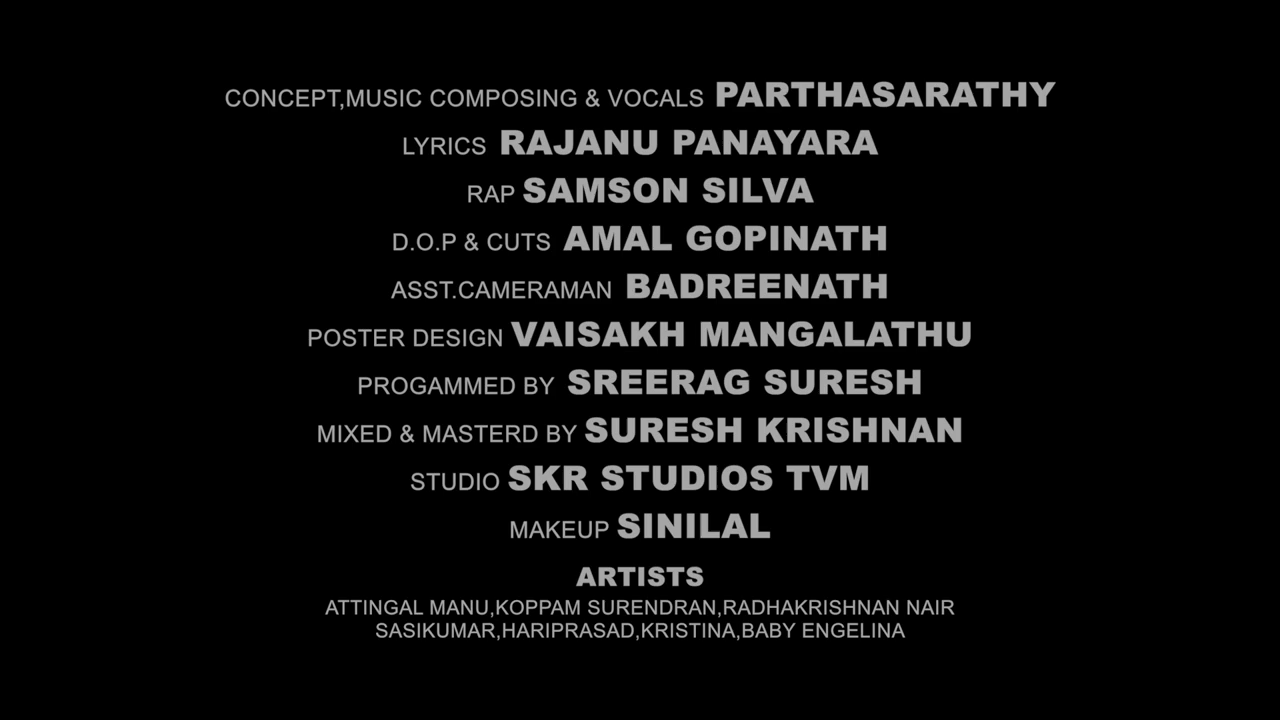 CONCEPT,MUSIC COMPOSING & VOCALS PARTHASARATHY
LYRICS RAJANU PANAYARA
RAP SAMSON SILVA
D.O.P & CUTS AMAL GOPINATH
ASST.CAMERAMAN BADREENATH
POSTER DESIGN VAISAKH MANGALATHU
PROGAMMED BY SREERAG SURESH
MIXED & MASTERD BY SURESH KRISHNAN
STUDIO SKR STUDIOS TVM
MAKEUP SINILAL
ARTISTS
ATTINGAL MANU,KOPPAM SURENDRAN,RADHAKRISHNAN NAIR
SASIKUMAR,HARIPRASAD,KRISTINA,BABY ENGELINA